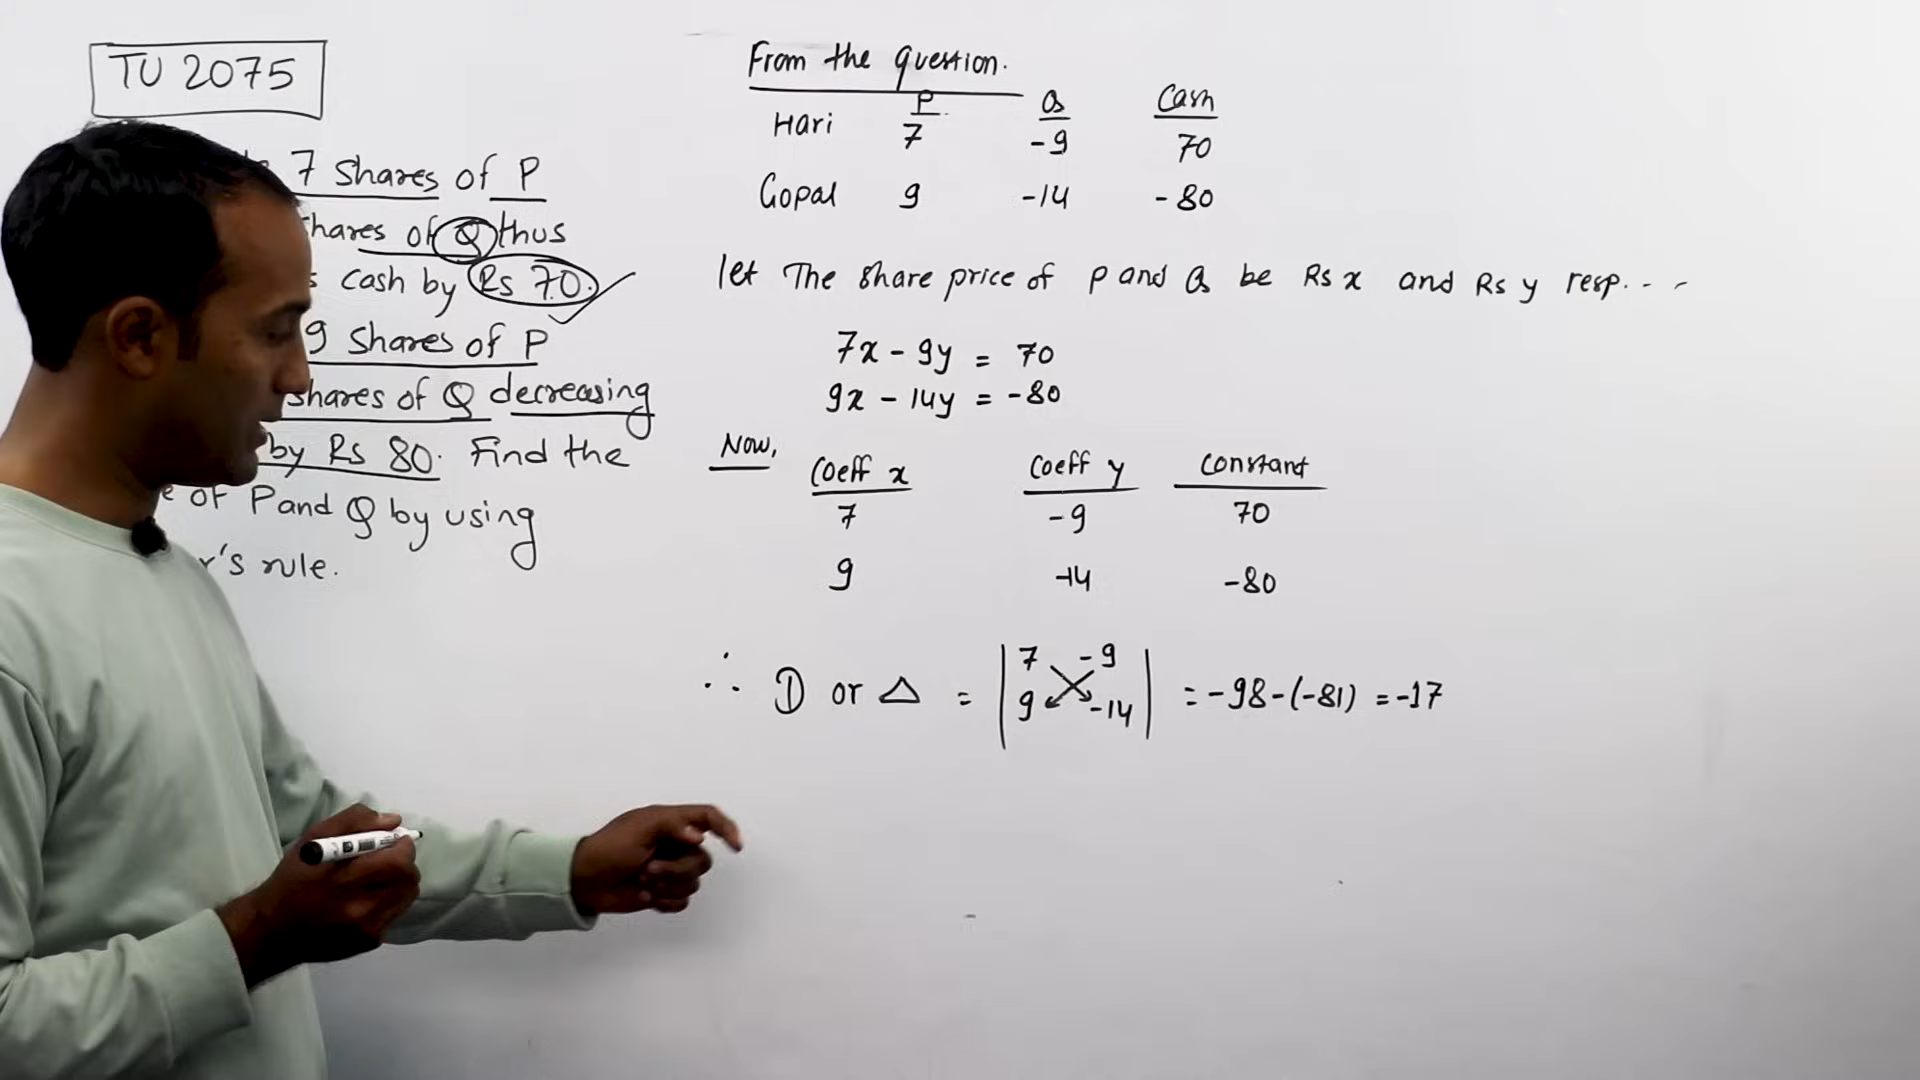 TU 2075
7 Shares of P
hares of Q thus
s cash by Rs 70.
9 Shares of P
shares of Q decreasing
by Rs 80. Find the
e of P and Q by using
r's rule.
From the question.
P Q Cash
Hari 7 -9 70
Gopal 9 -14 -80
let The share price of P and Q be Rs x and Rs y resp. . -
7x - 9y = 70
9x - 14y = -80
Now,
Coeff x Coeff y Constant
7 -9 70
9 -14 -80
∴ D or △ = | 7 -9 |
| 9 -14 | = -98 - (-81) = -17